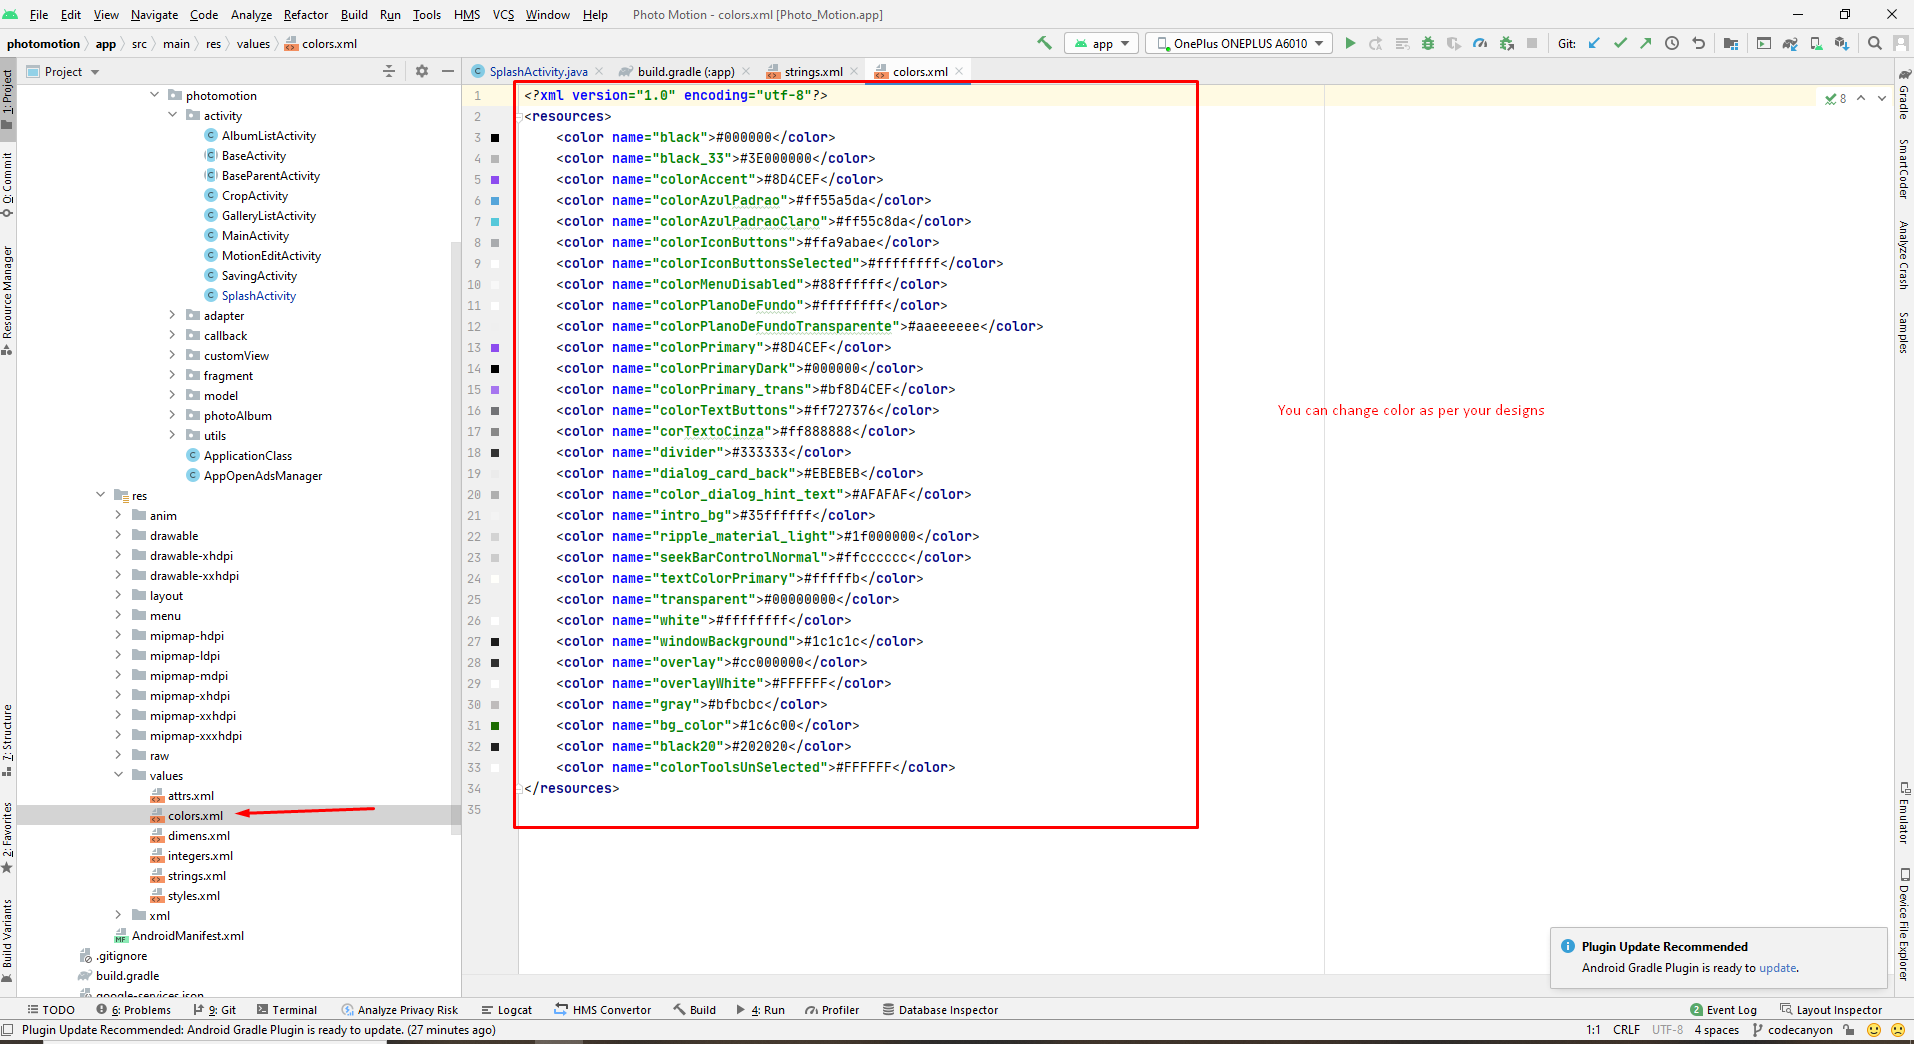 File Edit View Navigate Code Analyze Refactor Build Run Tools HMS VCS Window Help Photo Motion - colors.xml [Photo_Motion.app]
photomotion app src main res values colors.xml app OnePlus ONEPLUS A6010 Git:
Project
SplashActivity.java build.gradle (:app) strings.xml colors.xml
1: Project
0: Commit
Resource Manager
7: Structure
2: Favorites
Build Variants
photomotion
activity
AlbumListActivity
BaseActivity
BaseParentActivity
CropActivity
GalleryListActivity
MainActivity
MotionEditActivity
SavingActivity
SplashActivity
adapter
callback
customView
fragment
model
photoAlbum
utils
ApplicationClass
AppOpenAdsManager
res
anim
drawable
drawable-xhdpi
drawable-xxhdpi
layout
menu
mipmap-hdpi
mipmap-ldpi
mipmap-mdpi
mipmap-xhdpi
mipmap-xxhdpi
mipmap-xxxhdpi
raw
values
attrs.xml
colors.xml
dimens.xml
integers.xml
strings.xml
styles.xml
xml
AndroidManifest.xml
.gitignore
build.gradle
google-services.json
1 <?xml version="1.0" encoding="utf-8"?>
2 <resources>
3 <color name="black">#000000</color>
4 <color name="black_33">#3E000000</color>
5 <color name="colorAccent">#8D4CEF</color>
6 <color name="colorAzulPadrao">#ff55a5da</color>
7 <color name="colorAzulPadraoClaro">#ff55c8da</color>
8 <color name="colorIconButtons">#ffa9abae</color>
9 <color name="colorIconButtonsSelected">#ffffffff</color>
10 <color name="colorMenuDisabled">#88ffffff</color>
11 <color name="colorPlanoDeFundo">#ffffffff</color>
12 <color name="colorPlanoDeFundoTransparente">#aaeeeeee</color>
13 <color name="colorPrimary">#8D4CEF</color>
14 <color name="colorPrimaryDark">#000000</color>
15 <color name="colorPrimary_trans">#bf8D4CEF</color>
16 <color name="colorTextButtons">#ff727376</color>
17 <color name="corTextoCinza">#ff888888</color>
18 <color name="divider">#333333</color>
19 <color name="dialog_card_back">#EBEBEB</color>
20 <color name="color_dialog_hint_text">#AFAFAF</color>
21 <color name="intro_bg">#35ffffff</color>
22 <color name="ripple_material_light">#1f000000</color>
23 <color name="seekBarControlNormal">#ffcccccc</color>
24 <color name="textColorPrimary">#fffffb</color>
25 <color name="transparent">#00000000</color>
26 <color name="white">#ffffffff</color>
27 <color name="windowBackground">#1c1c1c</color>
28 <color name="overlay">#cc000000</color>
29 <color name="overlayWhite">#FFFFFF</color>
30 <color name="gray">#bfbcbc</color>
31 <color name="bg_color">#1c6c00</color>
32 <color name="black20">#202020</color>
33 <color name="colorToolsUnSelected">#FFFFFF</color>
34 </resources>
35
8
You can change color as per your designs
Gradle
SmartCoder
Analyze Crash
Samples
Emulator
Device File Explorer
Plugin Update Recommended
Android Gradle Plugin is ready to update.
TODO 6: Problems 9: Git Terminal Analyze Privacy Risk Logcat HMS Convertor Build 4: Run Profiler Database Inspector 2 Event Log Layout Inspector
Plugin Update Recommended: Android Gradle Plugin is ready to update. (27 minutes ago) 1:1 CRLF UTF-8 4 spaces codecanyon